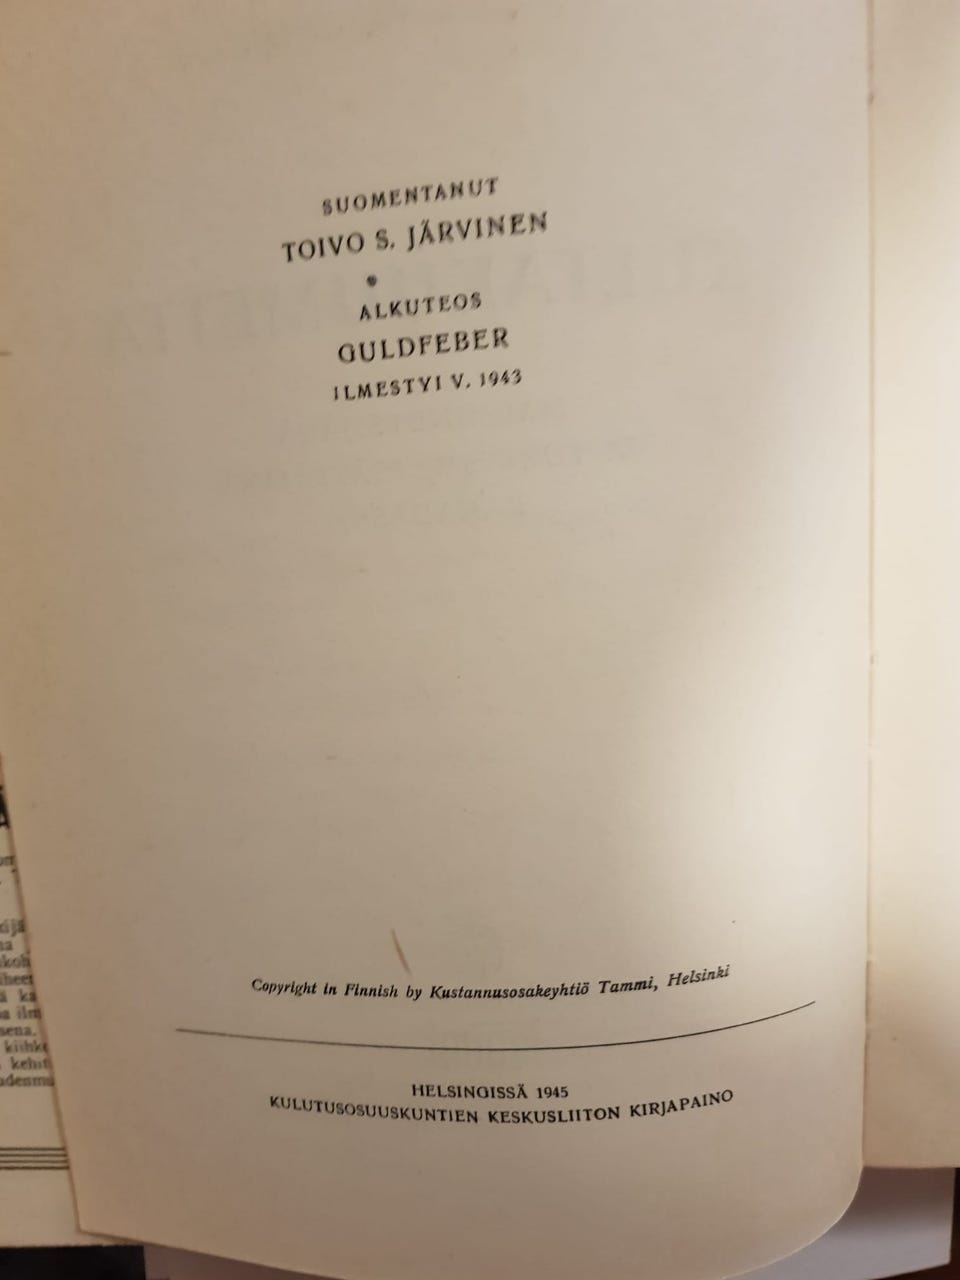 SUOMENTANUT
TOIVO S. JÄRVINEN
ALKUTEOS
GULDFEBER
ILMESTYI V. 1943
Copyright in Finnish by Kustannusosakeyhtiö Tammi, Helsinki
HELSINGISSÄ 1945
KULUTUSOSUUSKUNTIEN KESKUSLIITON KIRJAPAINO